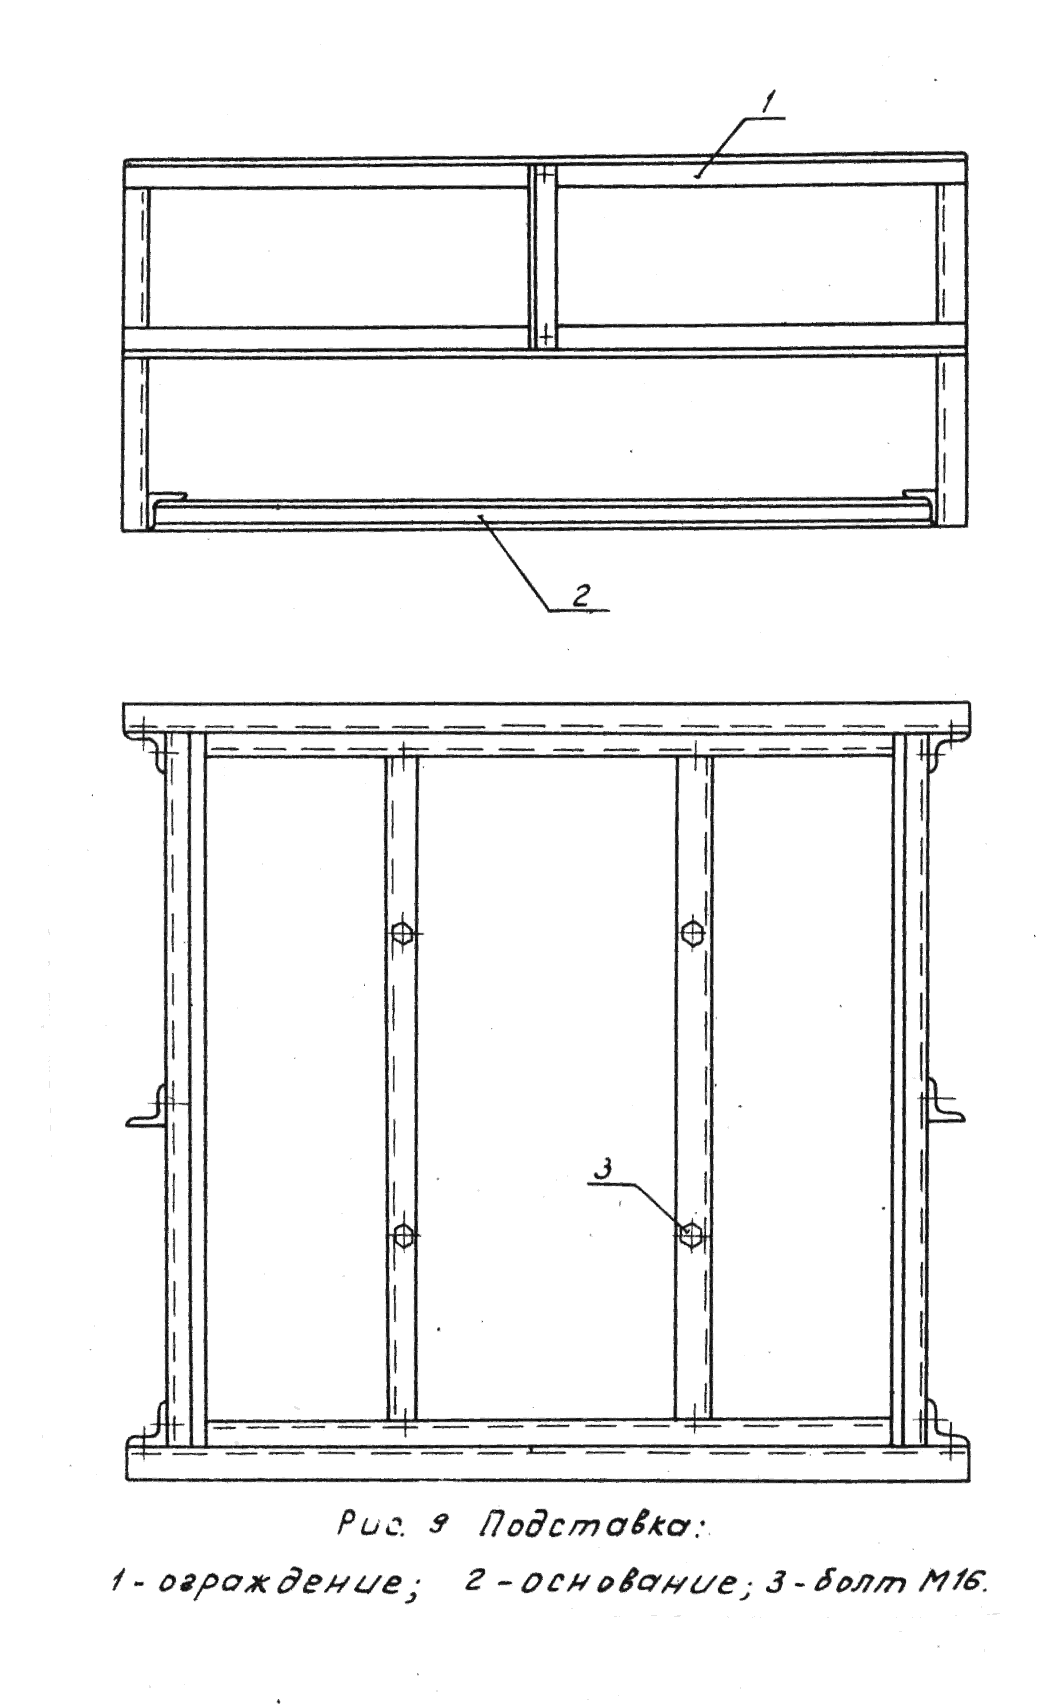 1
2
3
Рис. 9 Подставка:
1 - ограждение; 2 - основание; 3 - болт М16.